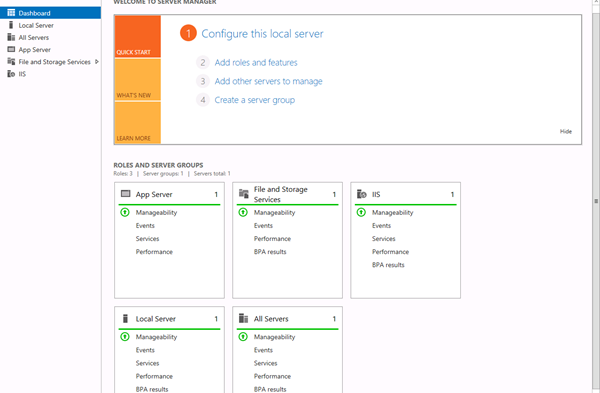 WELCOME TO SERVER MANAGER
Dashboard
Local Server
All Servers
App Server
File and Storage Services
IIS
QUICK START
WHAT'S NEW
LEARN MORE
1 Configure this local server
2 Add roles and features
3 Add other servers to manage
4 Create a server group
Hide
ROLES AND SERVER GROUPS
Roles: 3 | Server groups: 1 | Servers total: 1
App Server 1
Manageability
Events
Services
Performance
File and Storage
Services 1
Manageability
Events
Performance
BPA results
IIS 1
Manageability
Events
Services
Performance
BPA results
Local Server 1
Manageability
Events
Services
Performance
BPA results
All Servers 1
Manageability
Events
Services
Performance
BPA results